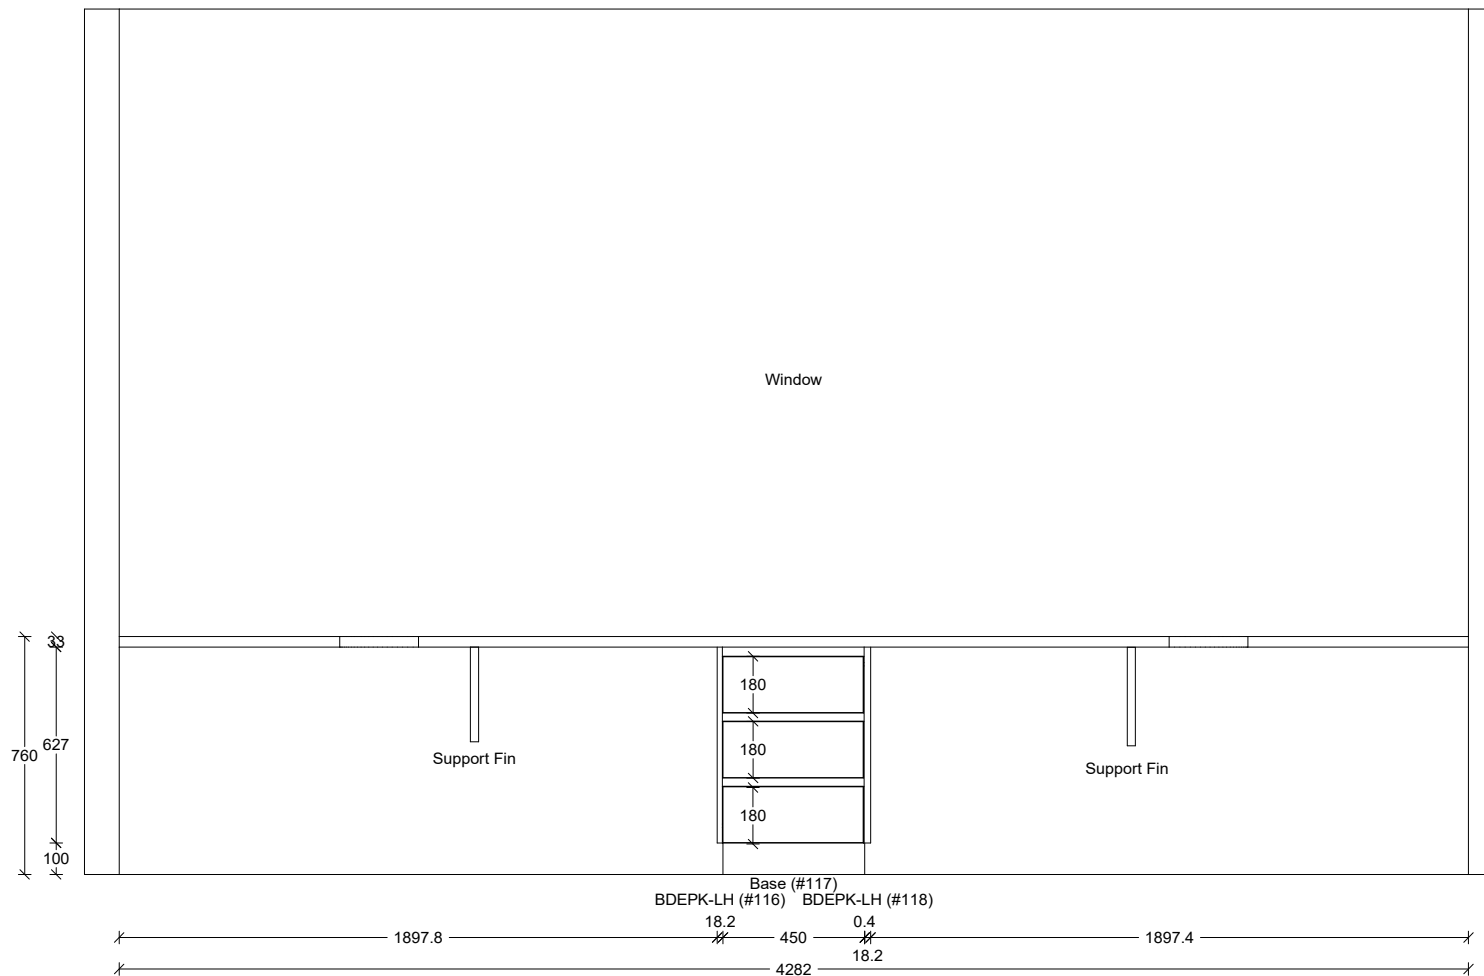 Window
33
180
627
180
760
Support Fin
Support Fin
180
100
Base (#117)
BDEPK-LH (#116) BDEPK-LH (#118)
18.2 0.4
1897.8 450 1897.4
18.2
4282